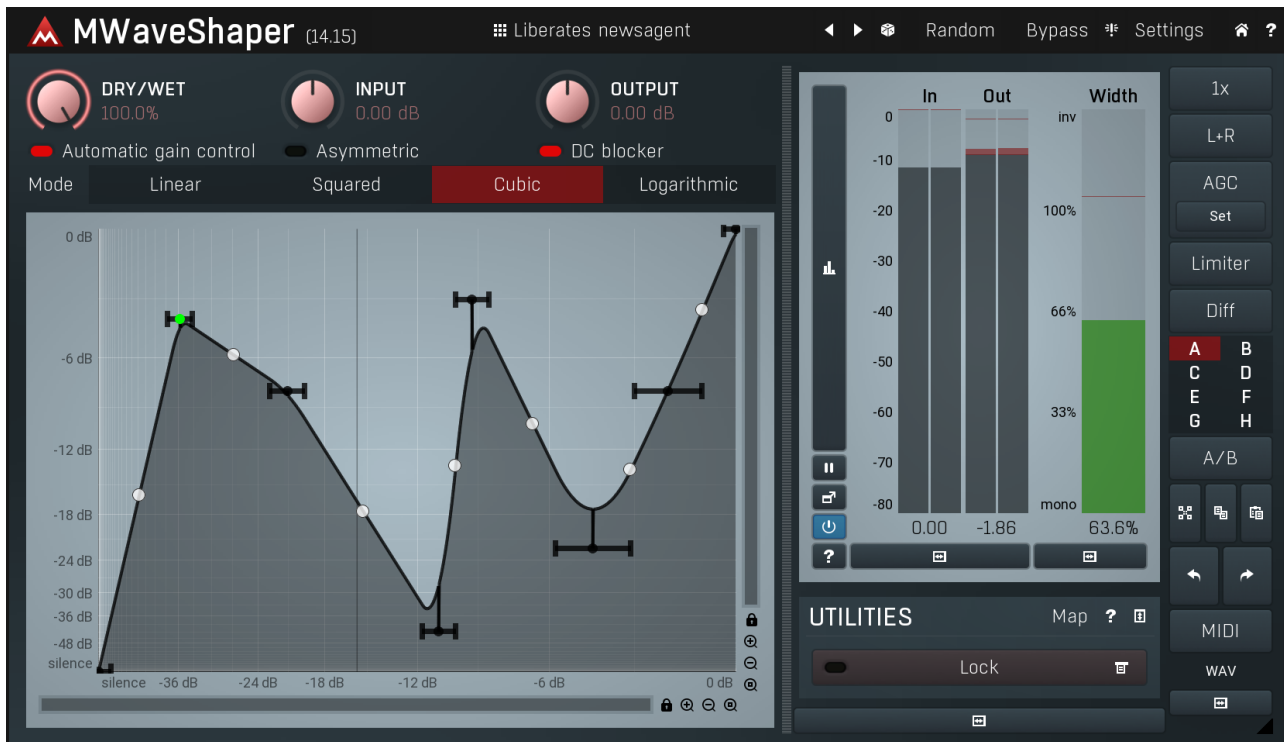 MWaveShaper (14.15) Liberates newsagent Random Bypass Settings ?
DRY/WET INPUT OUTPUT
100.0% 0.00 dB 0.00 dB
Automatic gain control Asymmetric DC blocker
Mode Linear Squared Cubic Logarithmic
0 dB
-6 dB
-12 dB
-18 dB
-24 dB
-30 dB
-36 dB
-48 dB
silence
silence -36 dB -24 dB -18 dB -12 dB -6 dB 0 dB
In Out Width
0 inv
-10
-20 100%
-30
-40 66%
-50
-60 33%
-70
-80 mono
0.00 -1.86 63.6%
?
UTILITIES Map ?
Lock
1x
L+R
AGC
Set
Limiter
Diff
A B
C D
E F
G H
A/B
MIDI
WAV